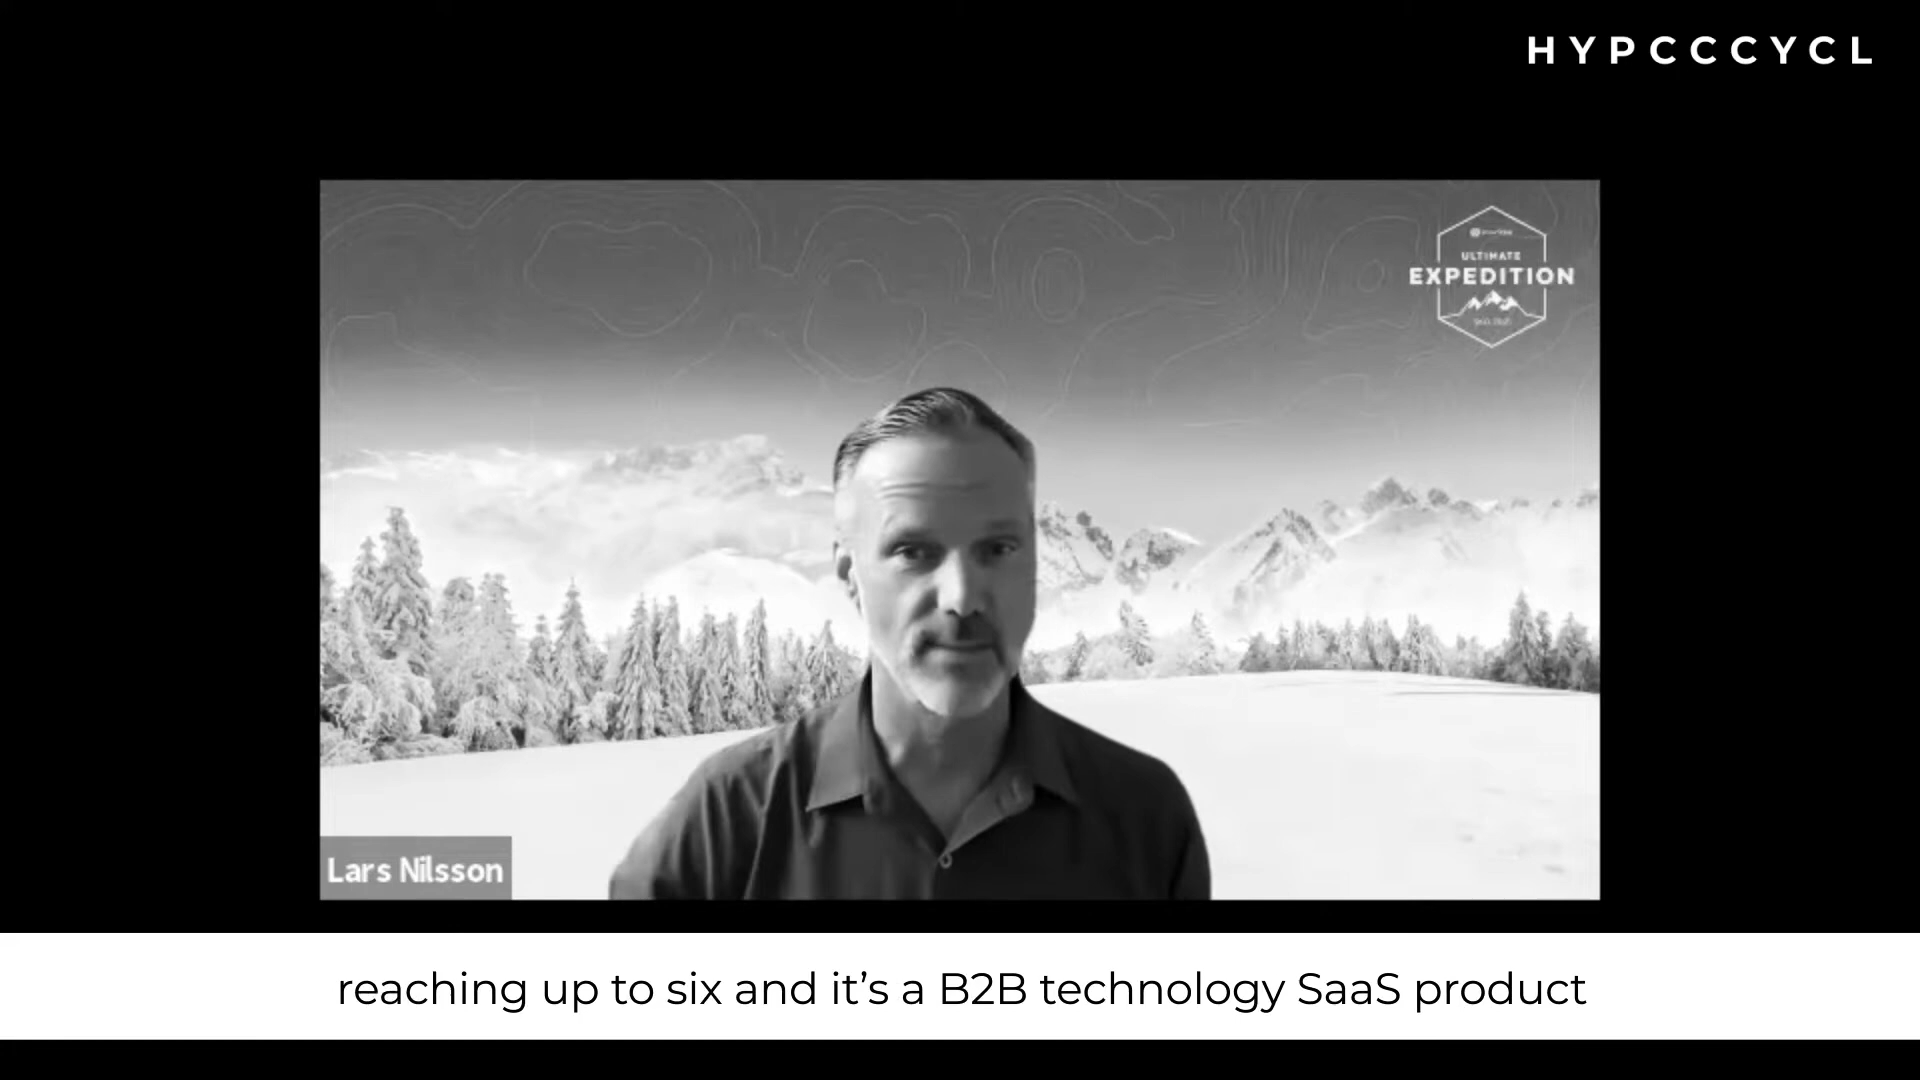 HYPCCCYCL
ULTIMATE
EXPEDITION
Lars Nilsson
reaching up to six and it’s a B2B technology SaaS product